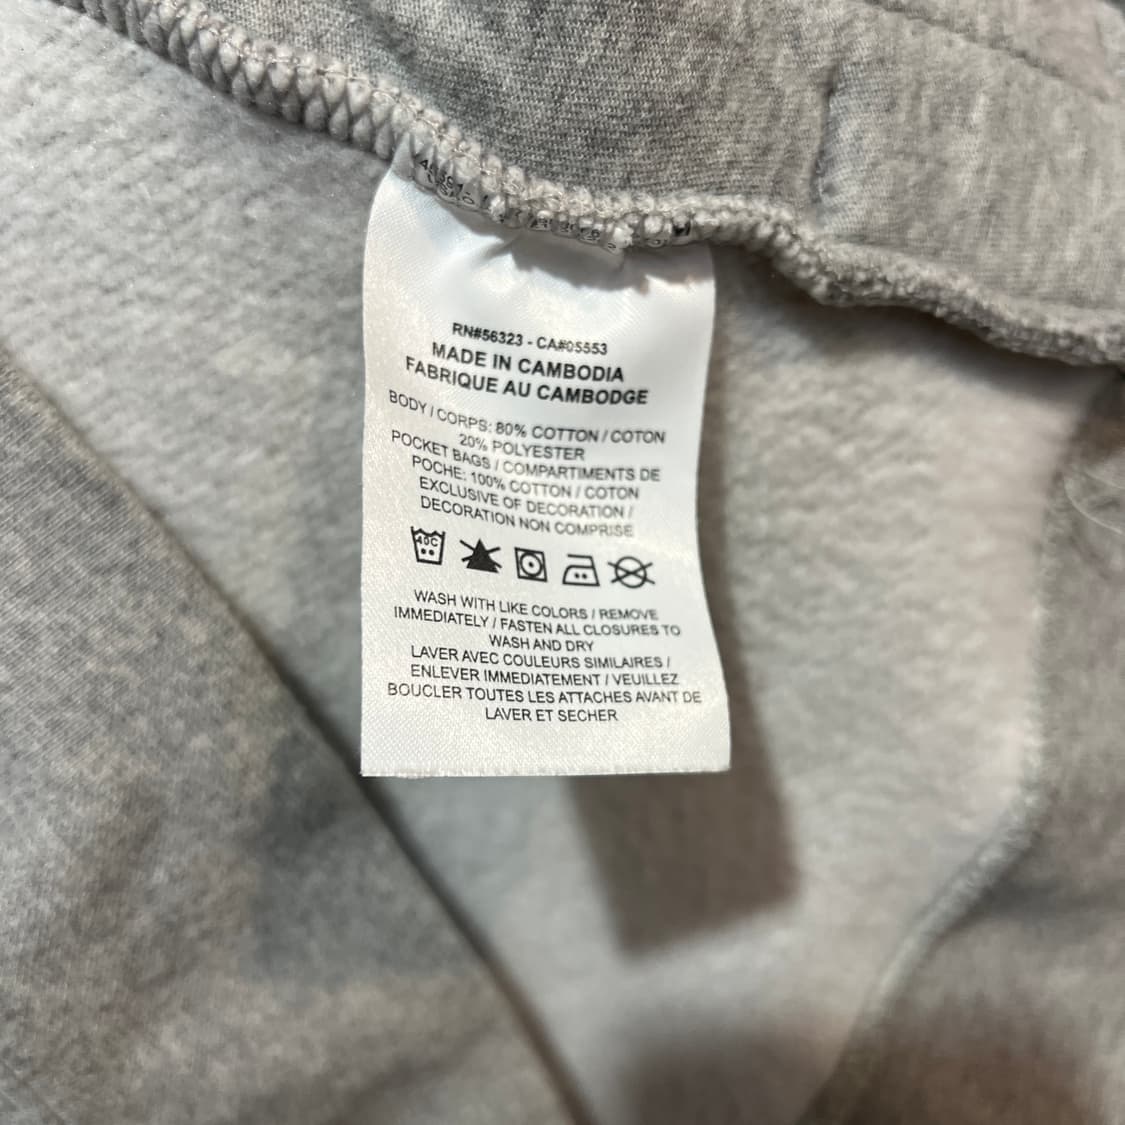 RN#56323 - CA#05553
MADE IN CAMBODIA
FABRIQUE AU CAMBODGE
BODY / CORPS: 80% COTTON / COTON
20% POLYESTER
POCKET BAGS / COMPARTIMENTS DE
POCHE: 100% COTTON / COTON
EXCLUSIVE OF DECORATION /
DECORATION NON COMPRISE
40C
WASH WITH LIKE COLORS / REMOVE
IMMEDIATELY / FASTEN ALL CLOSURES TO
WASH AND DRY
LAVER AVEC COULEURS SIMILAIRES /
ENLEVER IMMEDIATEMENT / VEUILLEZ
BOUCLER TOUTES LES ATTACHES AVANT DE
LAVER ET SECHER